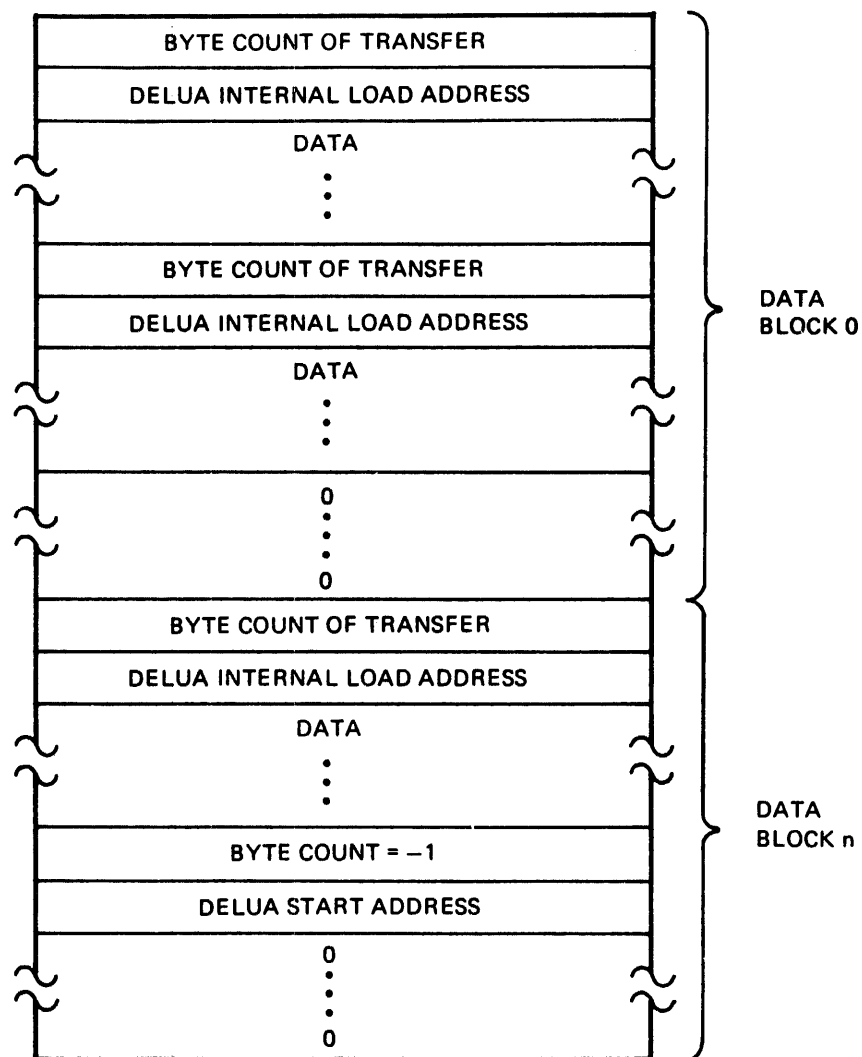 BYTE COUNT OF TRANSFER
DELUA INTERNAL LOAD ADDRESS
DATA
BYTE COUNT OF TRANSFER
DELUA INTERNAL LOAD ADDRESS
DATA
0
0
DATA
BLOCK 0
BYTE COUNT OF TRANSFER
DELUA INTERNAL LOAD ADDRESS
DATA
BYTE COUNT = −1
DELUA START ADDRESS
0
0
DATA
BLOCK n